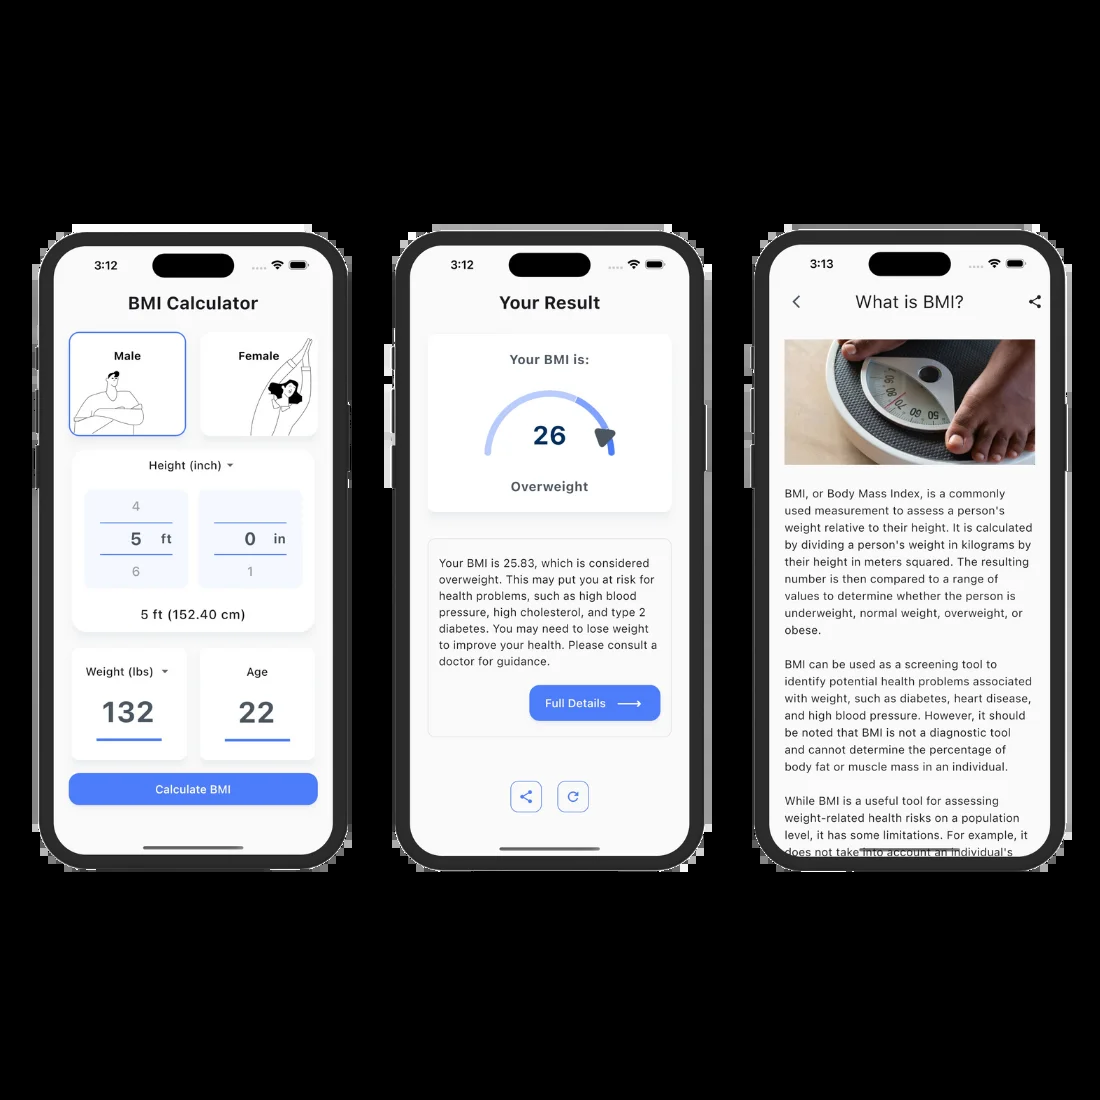 3:12
BMI Calculator
Male
Female
Height (inch)
4
5 ft
0 in
6
1
5 ft (152.40 cm)
Weight (lbs)
Age
132
22
Calculate BMI
3:12
Your Result
Your BMI is:
26
Overweight
Your BMI is 25.83, which is considered
overweight. This may put you at risk for
health problems, such as high blood
pressure, high cholesterol, and type 2
diabetes. You may need to lose weight
to improve your health. Please consult a
doctor for guidance.
Full Details
3:13
What is BMI?
90
70
60
50
BMI, or Body Mass Index, is a commonly
used measurement to assess a person's
weight relative to their height. It is calculated
by dividing a person's weight in kilograms by
their height in meters squared. The resulting
number is then compared to a range of
values to determine whether the person is
underweight, normal weight, overweight, or
obese.
BMI can be used as a screening tool to
identify potential health problems associated
with weight, such as diabetes, heart disease,
and high blood pressure. However, it should
be noted that BMI is not a diagnostic tool
and cannot determine the percentage of
body fat or muscle mass in an individual.
While BMI is a useful tool for assessing
weight-related health risks on a population
level, it has some limitations. For example, it
does not take into account an individual's